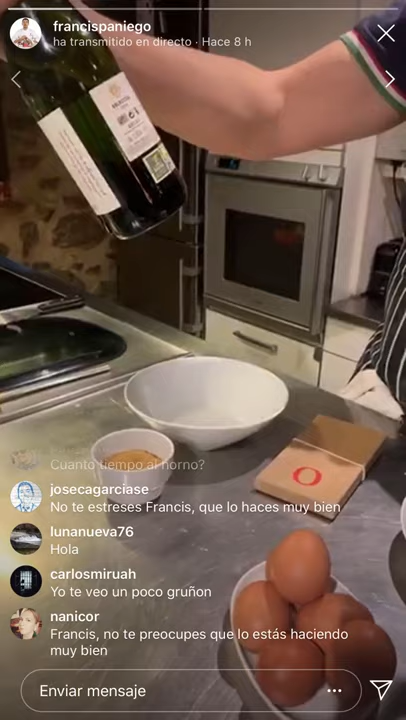 francispaniego
ha transmitido en directo · Hace 8 h
Cuanto tiempo al horno?
josecagarciase
No te estreses Francis, que lo haces muy bien
lunanueva76
Hola
carlosmiruah
Yo te veo un poco gruñon
nanicor
Francis, no te preocupes que lo estás haciendo
muy bien
Enviar mensaje
O